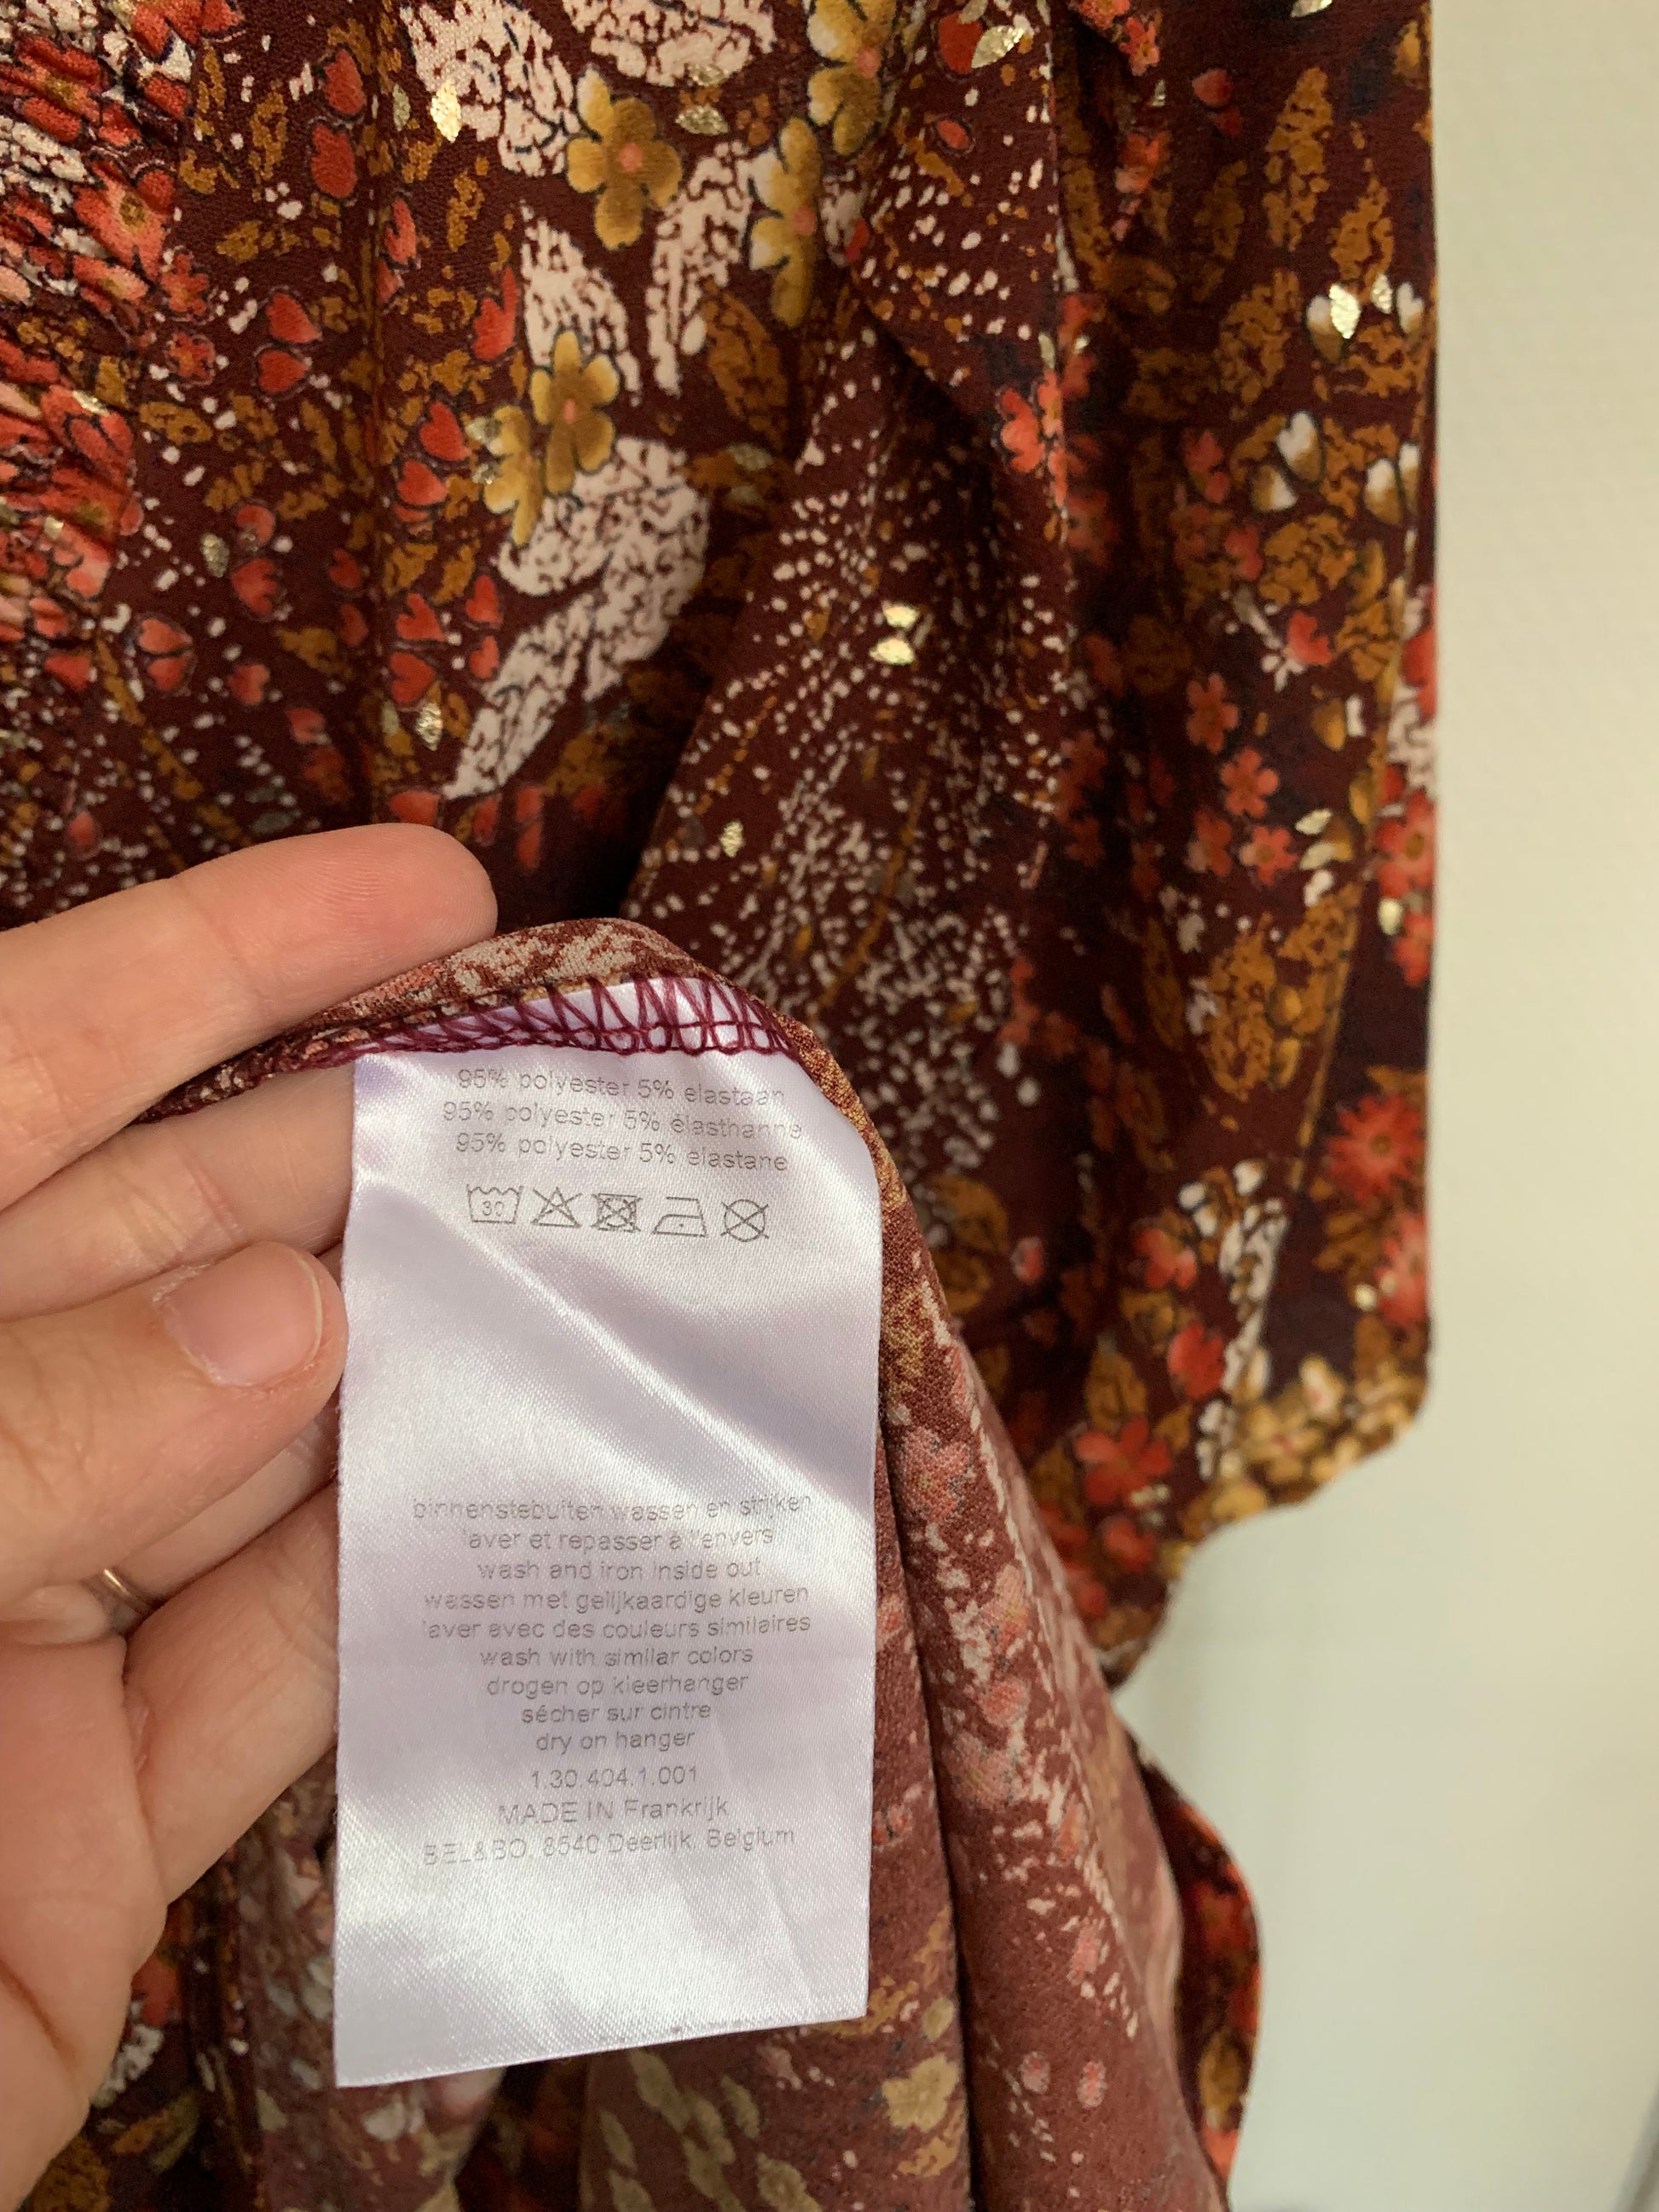 95% polyester 5% elastaan
95% polyester 5% élasthanne
95% polyester 5% elastane
30
binnenstebuiten wassen en strijken
laver et repasser à l'envers
wash and iron inside out
wassen met gelijkaardige kleuren
laver avec des couleurs similaires
wash with similar colors
drogen op kleerhanger
sécher sur cintre
dry on hanger
1.30.404.1.001
MADE IN Frankrijk
BEL&BO, 8540 Deerlijk, Belgium